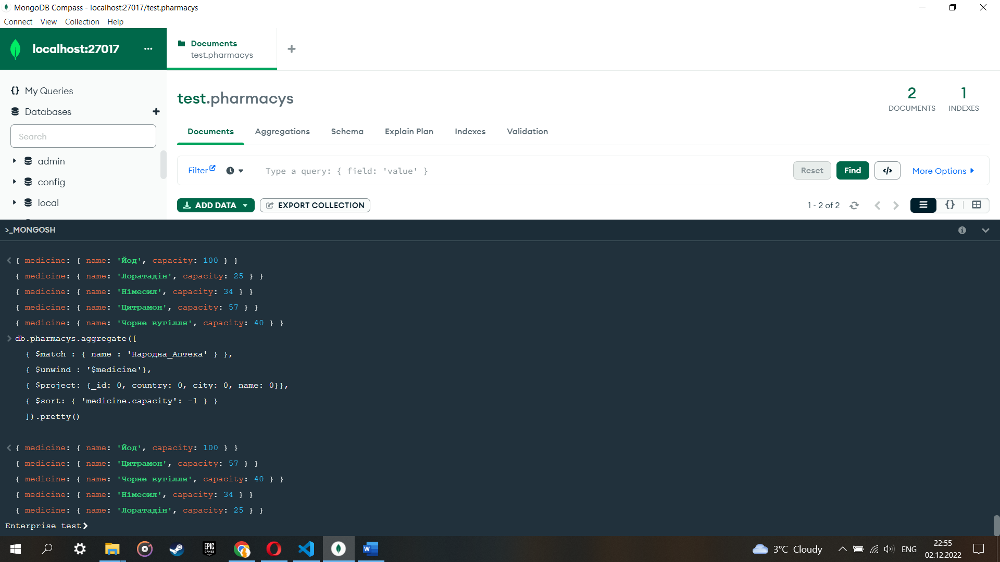 MongoDB Compass - localhost:27017/test.pharmacys
Connect View Collection Help
localhost:27017 ...
Documents
test.pharmacys
+
{} My Queries
Databases +
Search
admin
config
local
test.pharmacys
2
DOCUMENTS
1
INDEXES
Documents Aggregations Schema Explain Plan Indexes Validation
Filter Type a query: { field: 'value' } Reset Find </> More Options
ADD DATA EXPORT COLLECTION 1 - 2 of 2 {}
>_MONGOSH
{ medicine: { name: 'Йод', capacity: 100 } }
{ medicine: { name: 'Лоратадін', capacity: 25 } }
{ medicine: { name: 'Німесил', capacity: 34 } }
{ medicine: { name: 'Цитрамон', capacity: 57 } }
{ medicine: { name: 'Чорне вугілля', capacity: 40 } }
db.pharmacys.aggregate([
{ $match : { name : 'Народна_Аптека' } },
{ $unwind : '$medicine'},
{ $project: {_id: 0, country: 0, city: 0, name: 0}},
{ $sort: { 'medicine.capacity': -1 } }
]).pretty()
{ medicine: { name: 'Йод', capacity: 100 } }
{ medicine: { name: 'Цитрамон', capacity: 57 } }
{ medicine: { name: 'Чорне вугілля', capacity: 40 } }
{ medicine: { name: 'Німесил', capacity: 34 } }
{ medicine: { name: 'Лоратадін', capacity: 25 } }
Enterprise test>
EPIC GAMES
W
3°C Cloudy
ENG
22:55
02.12.2022